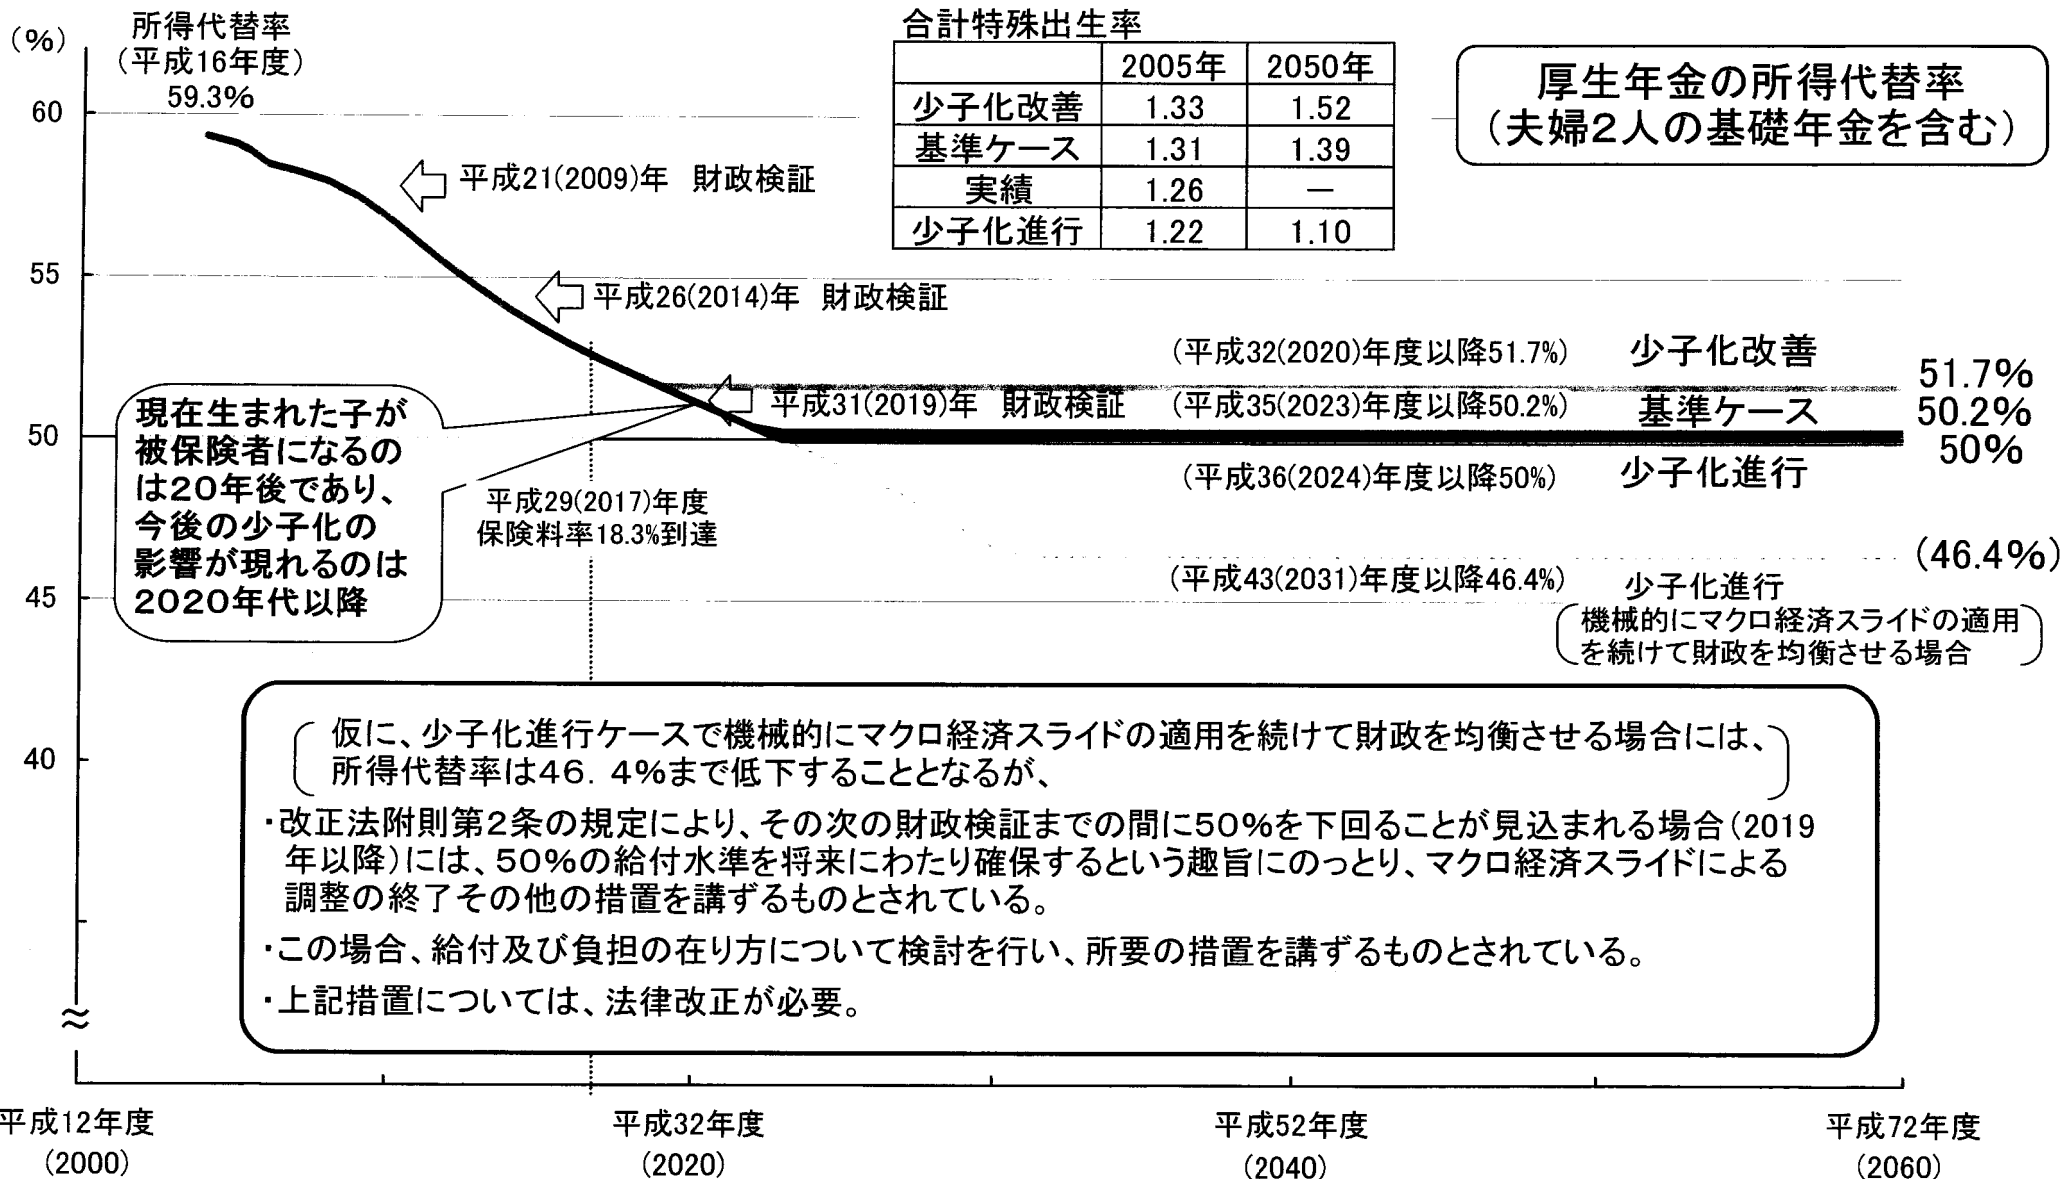 (%)
所得代替率
(平成16年度)
59.3%
合計特殊出生率
2005年 2050年
少子化改善 1.33 1.52
基準ケース 1.31 1.39
実績 1.26 －
少子化進行 1.22 1.10
厚生年金の所得代替率
(夫婦2人の基礎年金を含む)
60
平成21(2009)年 財政検証
55
平成26(2014)年 財政検証
(平成32(2020)年度以降51.7%) 少子化改善 51.7%
平成31(2019)年 財政検証 (平成35(2023)年度以降50.2%) 基準ケース 50.2%
50
(平成36(2024)年度以降50%) 少子化進行 50%
現在生まれた子が
被保険者になるの
は20年後であり、
今後の少子化の
影響が現れるのは
2020年代以降
平成29(2017)年度
保険料率18.3%到達
(平成43(2031)年度以降46.4%) 少子化進行 (46.4%)
機械的にマクロ経済スライドの適用
を続けて財政を均衡させる場合
45
仮に、少子化進行ケースで機械的にマクロ経済スライドの適用を続けて財政を均衡させる場合には、
所得代替率は46．4%まで低下することとなるが、
40
・改正法附則第2条の規定により、その次の財政検証までの間に50%を下回ることが見込まれる場合(2019
年以降)には、50%の給付水準を将来にわたり確保するという趣旨にのっとり、マクロ経済スライドによる
調整の終了その他の措置を講ずるものとされている。
・この場合、給付及び負担の在り方について検討を行い、所要の措置を講ずるものとされている。
・上記措置については、法律改正が必要。
≈
平成12年度 平成32年度 平成52年度 平成72年度
(2000) (2020) (2040) (2060)